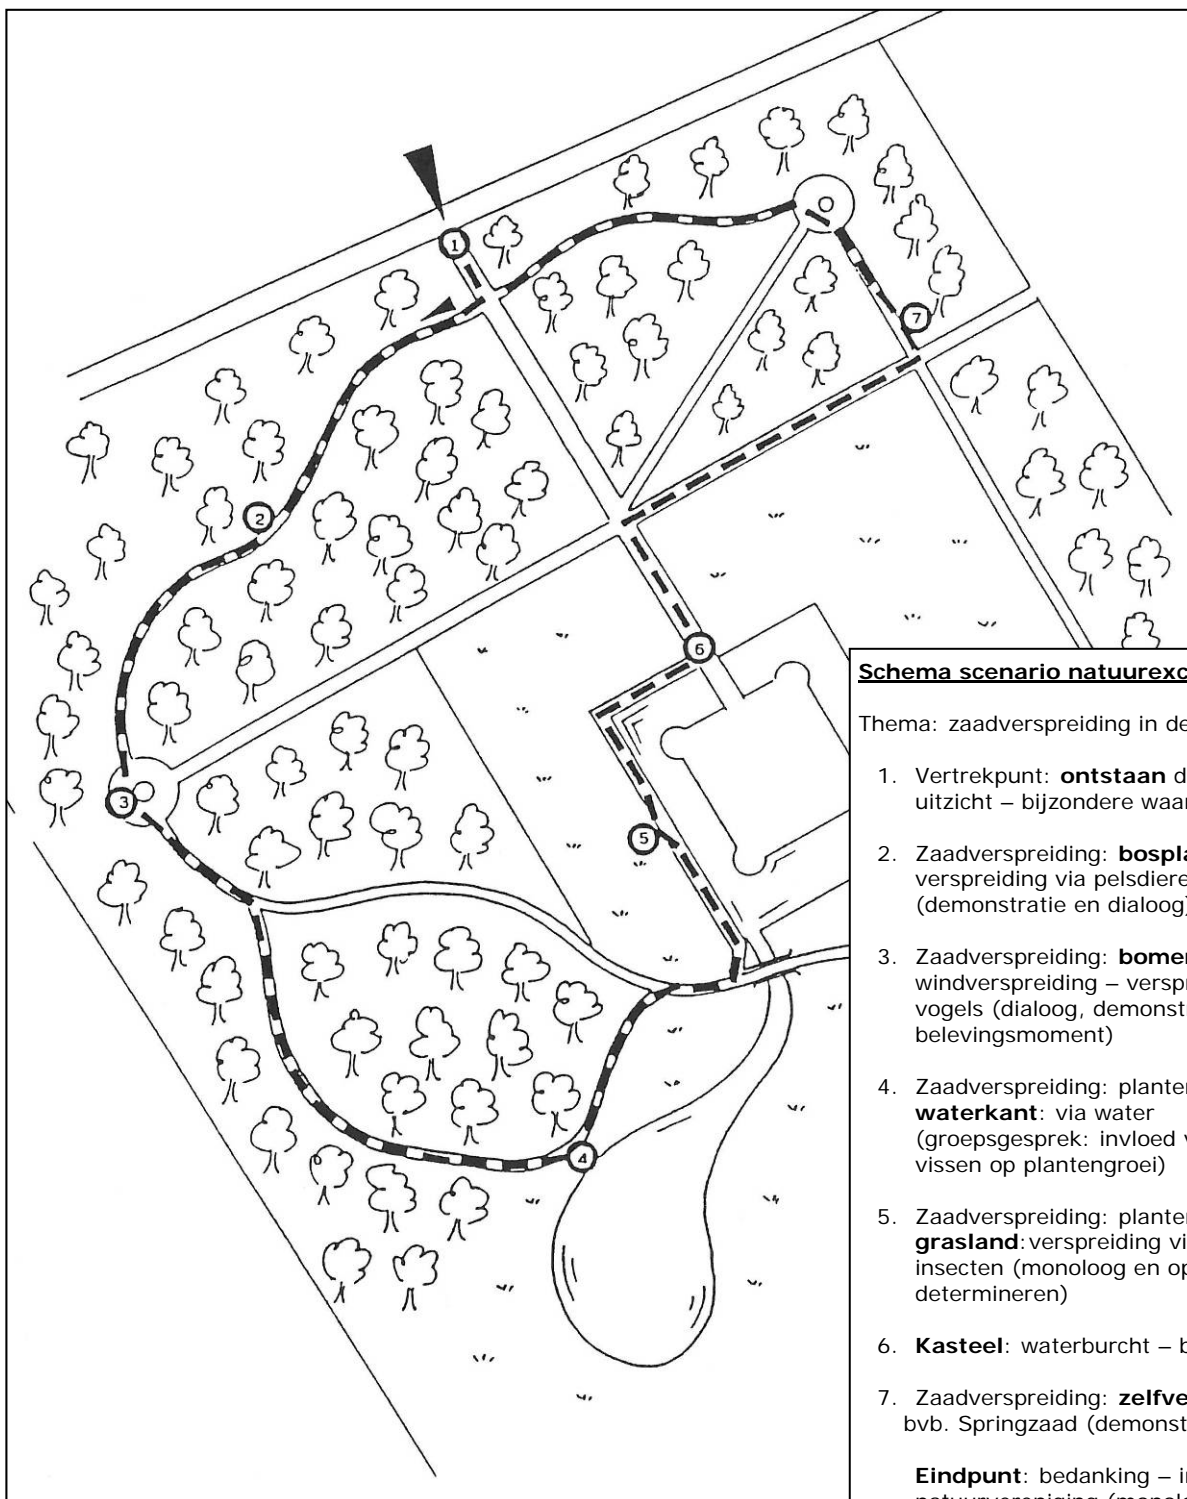 1
2
3
4
5
6
7
Schema scenario natuurexc
Thema: zaadverspreiding in de
1. Vertrekpunt: ontstaan d
uitzicht – bijzondere waar
2. Zaadverspreiding: bospla
verspreiding via pelsdiere
(demonstratie en dialoog)
3. Zaadverspreiding: bomen
windverspreiding – verspr
vogels (dialoog, demonstr
belevingsmoment)
4. Zaadverspreiding: planten
waterkant: via water
(groepsgesprek: invloed v
vissen op plantengroei)
5. Zaadverspreiding: planten
grasland: verspreiding vi
insecten (monoloog en op
determineren)
6. Kasteel: waterburcht – b
7. Zaadverspreiding: zelfve
bvb. Springzaad (demonst
Eindpunt: bedanking – in